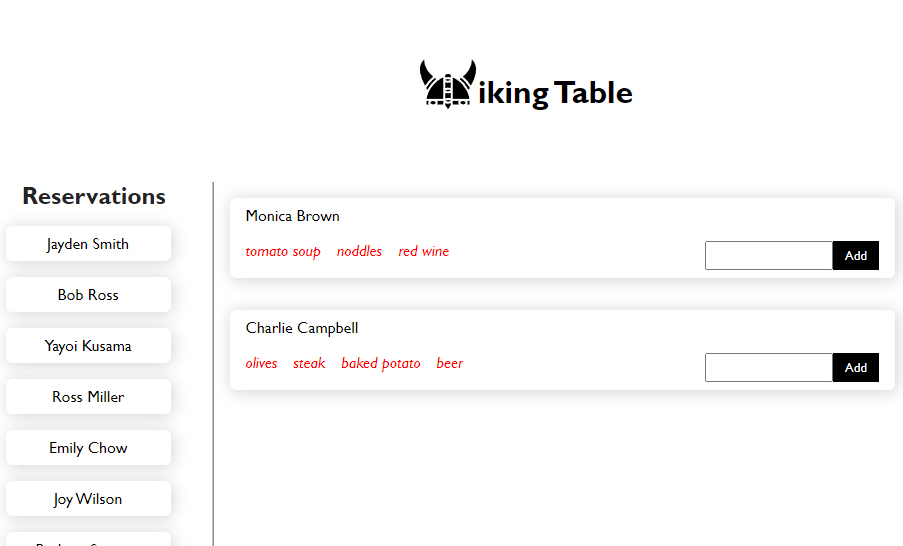 iking Table
Reservations
Jayden Smith
Bob Ross
Yayoi Kusama
Ross Miller
Emily Chow
Joy Wilson
Monica Brown
tomato soup noddles red wine
Add
Charlie Campbell
olives steak baked potato beer
Add